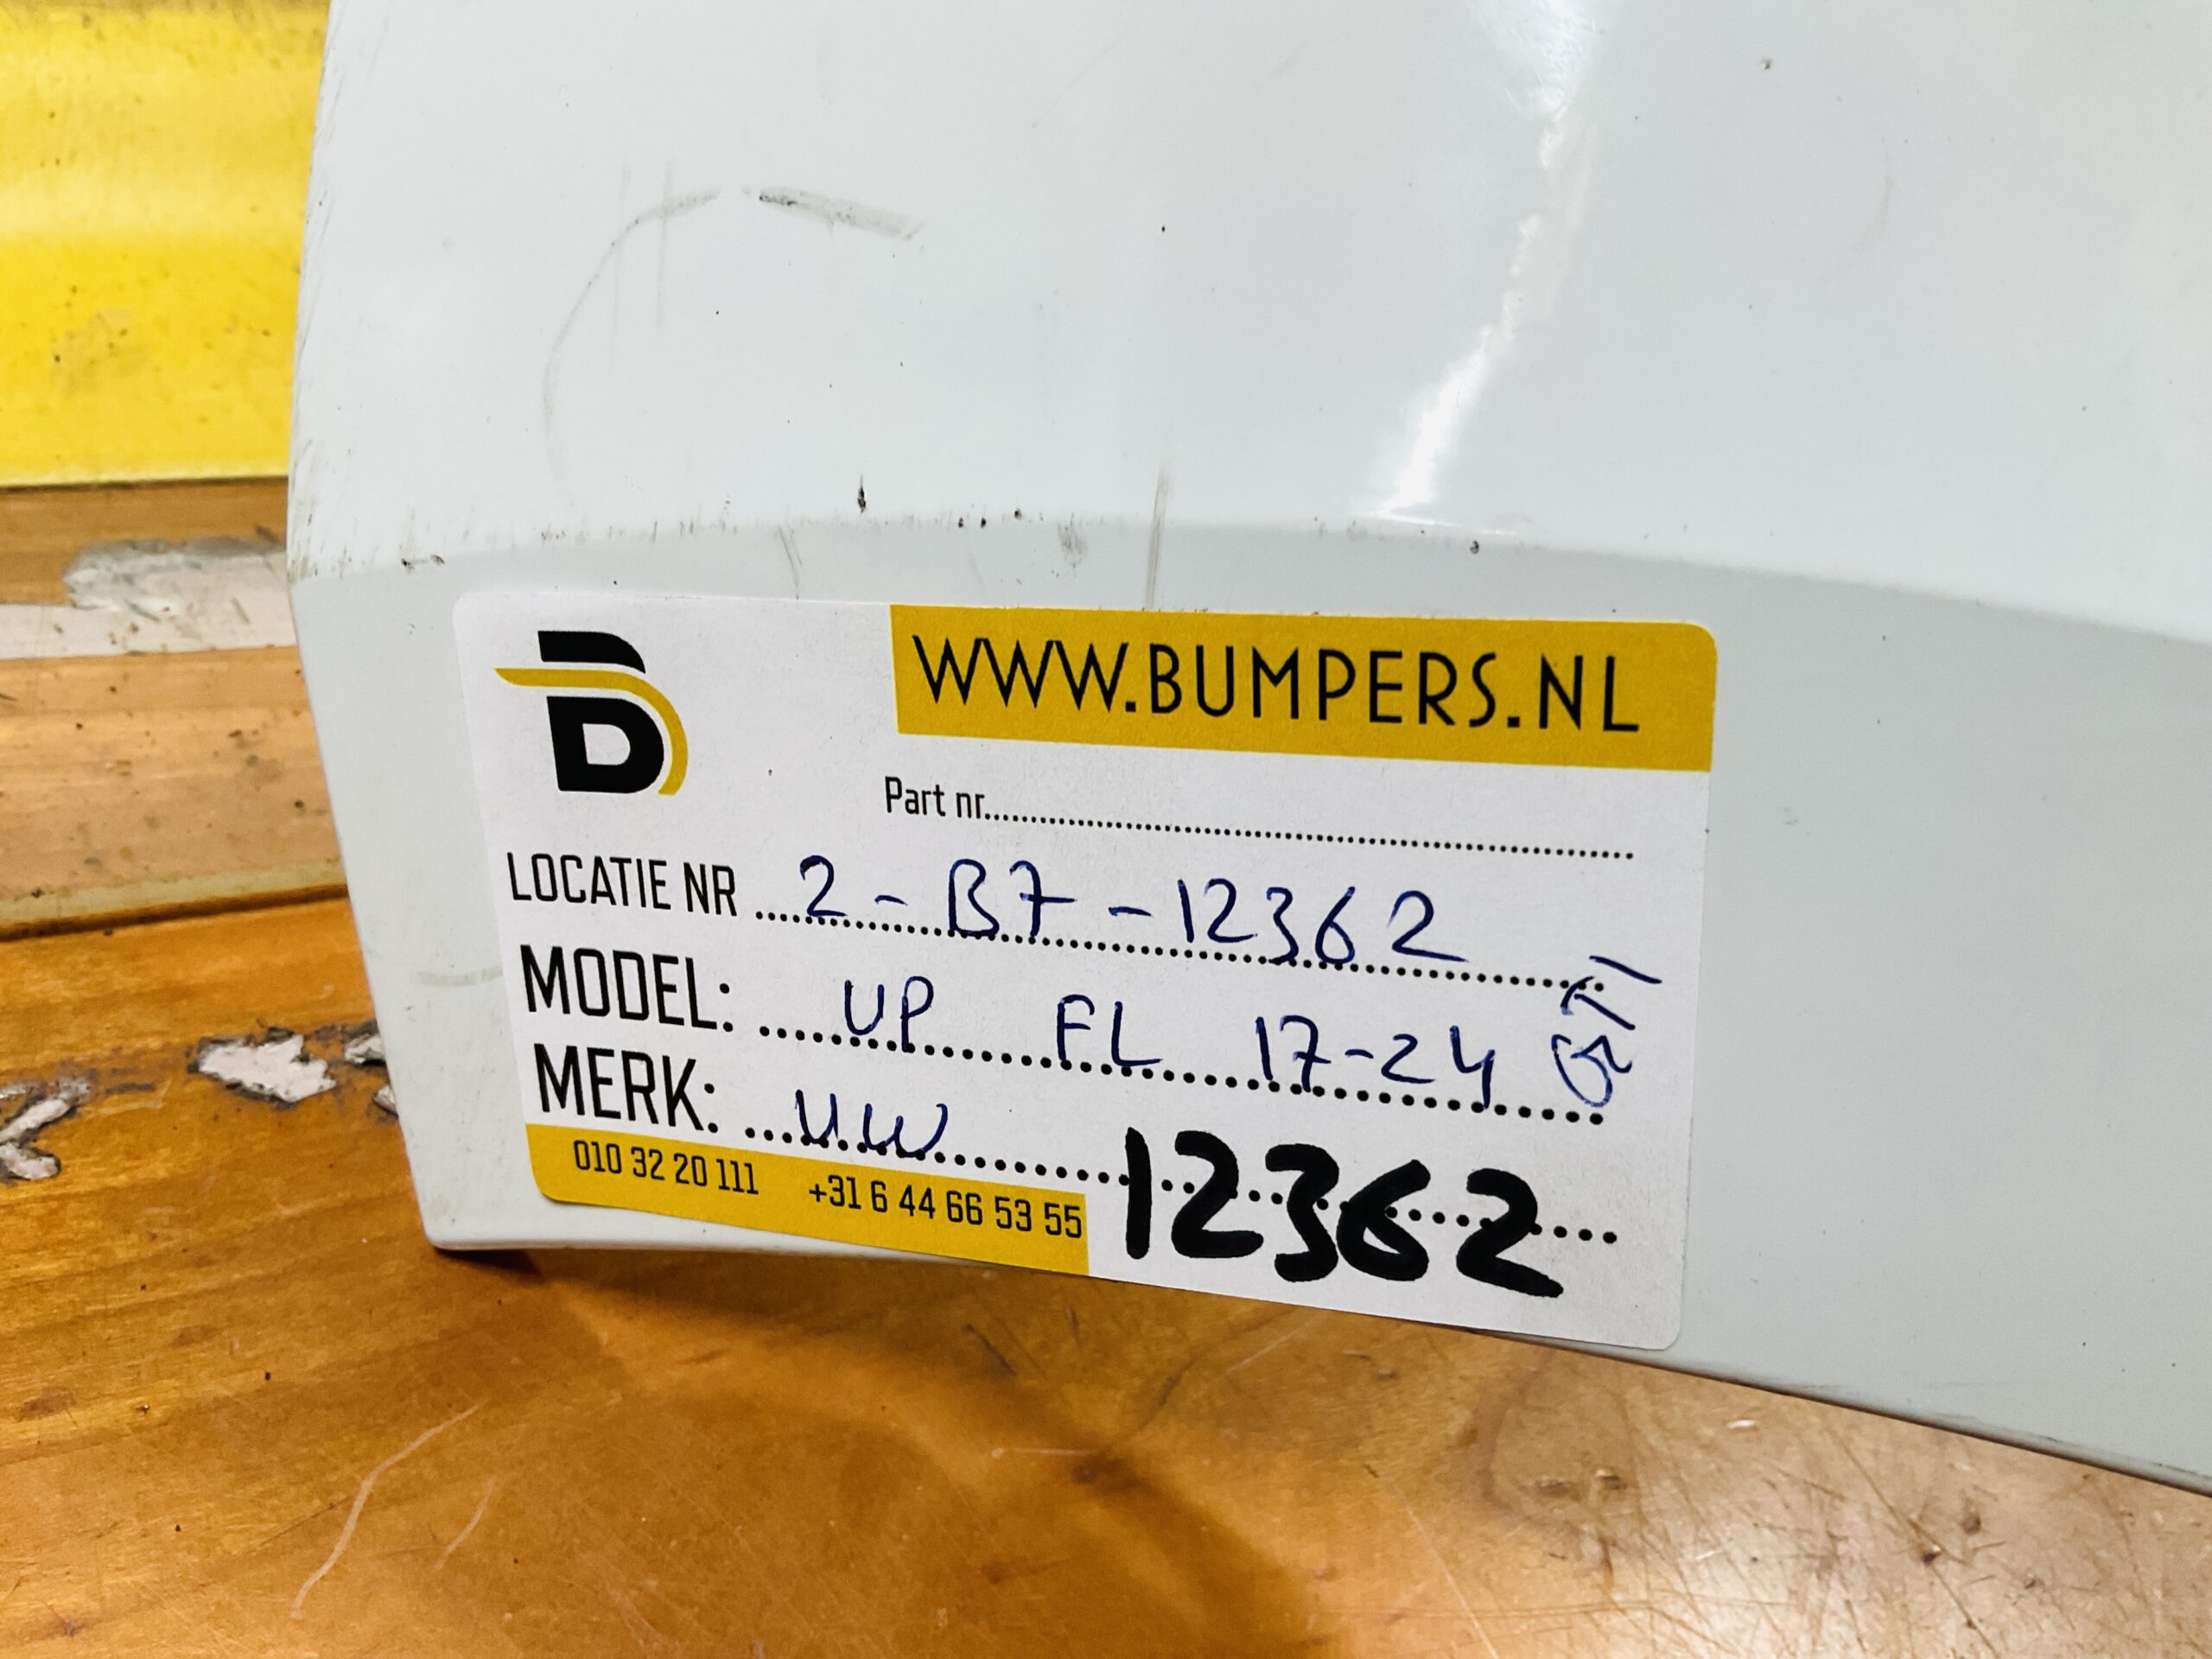 B
WWW.BUMPERS.NL
Part nr.
LOCATIE NR 2 - B7 - 12362
MODEL: UP FL 17-24 GTI
MERK: VW
12362
010 32 20 111 +31 6 44 66 53 55